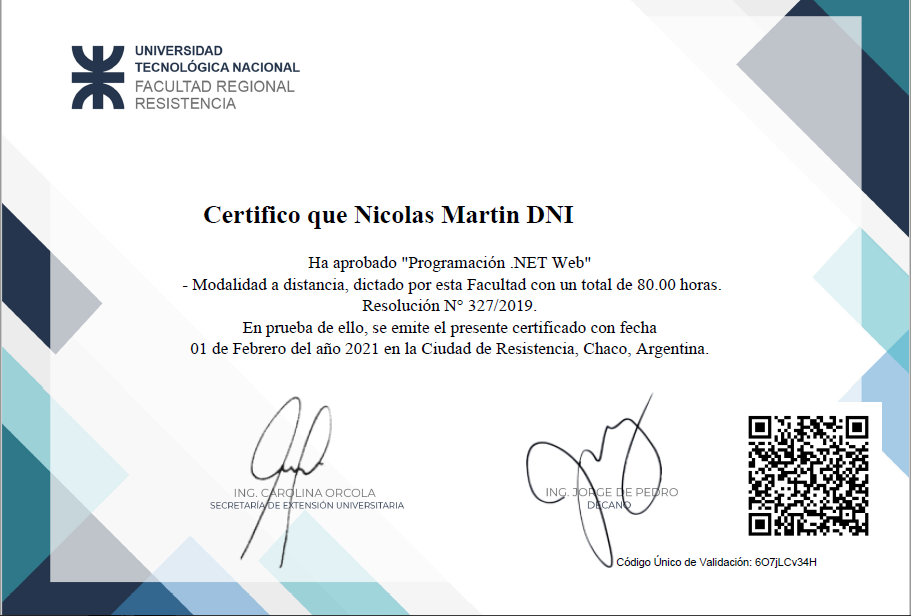 UNIVERSIDAD
TECNOLÓGICA NACIONAL
FACULTAD REGIONAL
RESISTENCIA
Certifico que Nicolas Martin DNI
Ha aprobado "Programación .NET Web"
- Modalidad a distancia, dictado por esta Facultad con un total de 80.00 horas.
Resolución N° 327/2019.
En prueba de ello, se emite el presente certificado con fecha
01 de Febrero del año 2021 en la Ciudad de Resistencia, Chaco, Argentina.
ING. CAROLINA ORCOLA
SECRETARÍA DE EXTENSIÓN UNIVERSITARIA
ING. JORGE DE PEDRO
DECANO
Código Único de Validación: 6O7jLCv34H